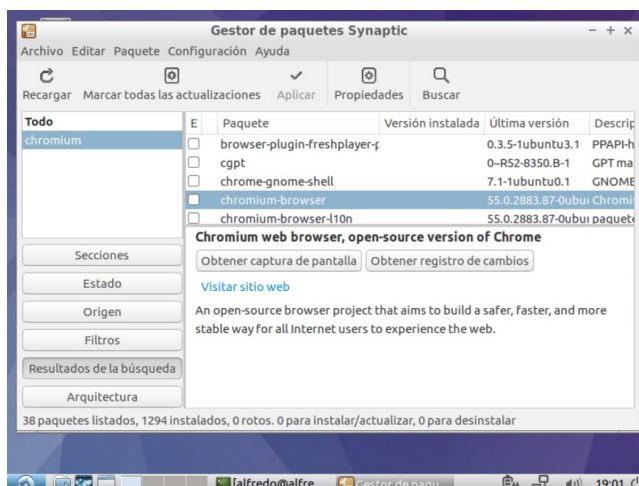 Gestor de paquetes Synaptic
Archivo Editar Paquete Configuración Ayuda
Recargar Marcar todas las actualizaciones Aplicar Propiedades Buscar
Todo
chromium
E Paquete Versión instalada Última versión Descrip
browser-plugin-freshplayer-p 0.3.5-1ubuntu3.1 PPAPI-h
cgpt 0~R52-8350.B-1 GPT ma
chrome-gnome-shell 7.1-1ubuntu0.1 GNOME
chromium-browser 55.0.2883.87-0ubu Chromi
chromium-browser-l10n 55.0.2883.87-0ubu paquete
Secciones
Estado
Origen
Filtros
Resultados de la búsqueda
Arquitectura
Chromium web browser, open-source version of Chrome
Obtener captura de pantalla Obtener registro de cambios
Visitar sitio web
An open-source browser project that aims to build a safer, faster, and more
stable way for all Internet users to experience the web.
38 paquetes listados, 1294 instalados, 0 rotos. 0 para instalar/actualizar, 0 para desinstalar
[alfredo@alfre... Gestor de paqu... 19:01